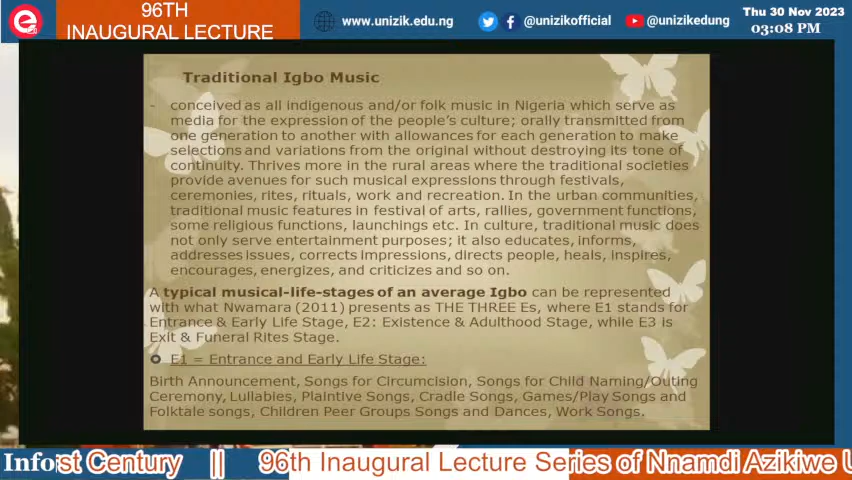 96TH
INAUGURAL LECTURE
www.unizik.edu.ng
@unizikofficial
@unizikedung
Thu 30 Nov 2023
03:08 PM
Traditional Igbo Music
- conceived as all indigenous and/or folk music in Nigeria which serve as
media for the expression of the people's culture; orally transmitted from
one generation to another with allowances for each generation to make
selections and variations from the original without destroying its tone of
continuity. Thrives more in the rural areas where the traditional societies
provide avenues for such musical expressions through festivals,
ceremonies, rites, rituals, work and recreation. In the urban communities,
traditional music features in festival of arts, rallies, government functions,
some religious functions, launchings etc. In culture, traditional music does
not only serve entertainment purposes; it also educates, informs,
addresses issues, corrects impressions, directs people, heals, inspires,
encourages, energizes, and criticizes and so on.
A typical musical-life-stages of an average Igbo can be represented
with what Nwamara (2011) presents as THE THREE Es, where E1 stands for
Entrance & Early Life Stage, E2: Existence & Adulthood Stage, while E3 is
Exit & Funeral Rites Stage.
E1 = Entrance and Early Life Stage:
Birth Announcement, Songs for Circumcision, Songs for Child Naming/Outing
Ceremony, Lullabies, Plaintive Songs, Cradle Songs, Games/Play Songs and
Folktale songs, Children Peer Groups Songs and Dances, Work Songs.
Info st Century || 96th Inaugural Lecture Series of Nnamdi Azikiwe U